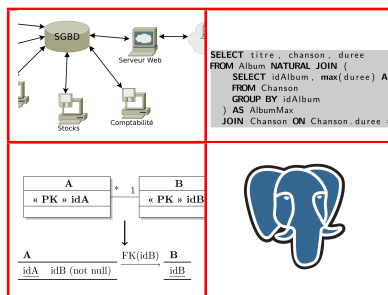 SGBD
Serveur Web
Stocks
Comptabilité
SELECT titre, chanson, duree
FROM Album NATURAL JOIN (
SELECT idAlbum, max(duree) A
FROM Chanson
GROUP BY idAlbum
) AS AlbumMax
JOIN Chanson ON Chanson.duree
A
« PK » idA
* 1
B
« PK » idB
FK(idB)
A
idA idB (not null)
B
idB